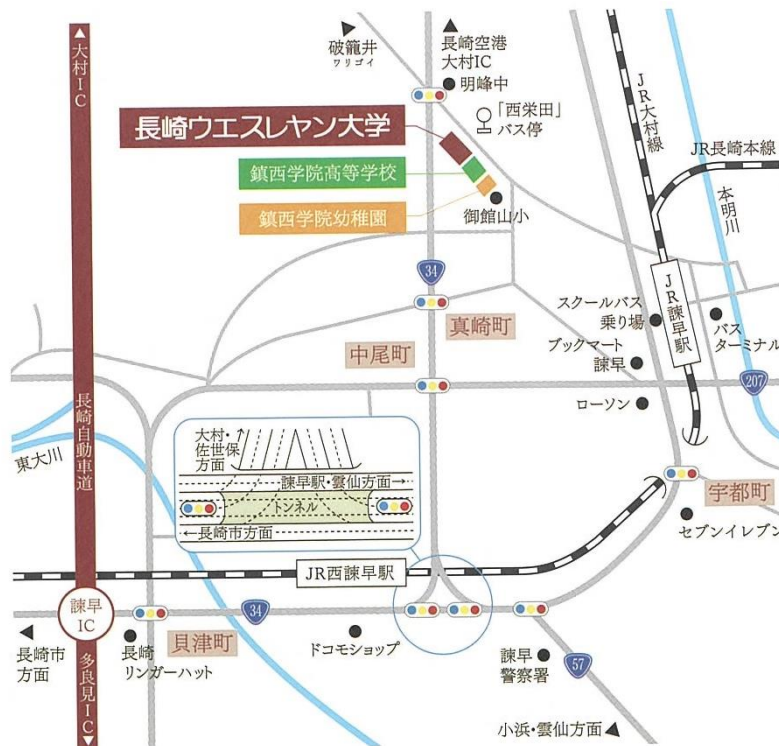 ▲大村IC
破籠井
ワリゴイ
長崎空港
大村IC
明峰中
「西栄田」
バス停
長崎ウエスレヤン大学
鎮西学院高等学校
鎮西学院幼稚園
御館山小
JR大村線
JR長崎本線
本明川
34
真崎町
スクールバス
乗り場
JR諫早駅
バス
ターミナル
中尾町
ブックマート
諫早
207
ローソン
長崎自動車道
東大川
大村・
佐世保
方面
諫早駅・雲仙方面→
トンネル
←長崎市方面
宇都町
セブンイレブン
JR西諫早駅
諫早
IC
34
貝津町
長崎市
方面
長崎
リンガーハット
ドコモショップ
諫早
警察署
57
多良見IC▼
小浜・雲仙方面